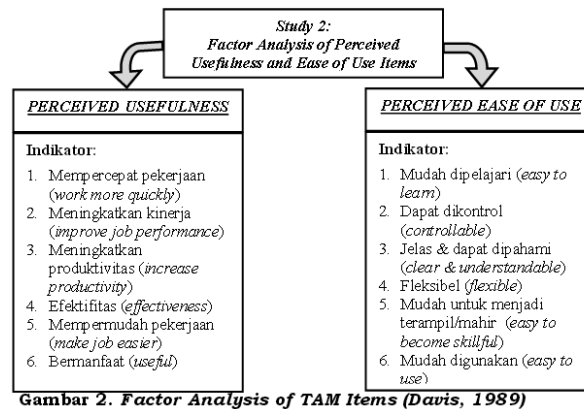 Study 2:
Factor Analysis of Perceived
Usefulness and Ease of Use Items
PERCEIVED USEFULNESS
Indikator:
1. Mempercepat pekerjaan
(work more quickly)
2. Meningkatkan kinerja
(improve job performance)
3. Meningkatkan
produktivitas (increase
productivity)
4. Efektifitas (effectiveness)
5. Mempermudah pekerjaan
(make job easier)
6. Bermanfaat (useful)
PERCEIVED EASE OF USE
Indikator:
1. Mudah dipelajari (easy to
learn)
2. Dapat dikontrol
(controllable)
3. Jelas & dapat dipahami
(clear & understandable)
4. Fleksibel (flexible)
5. Mudah untuk menjadi
terampil/mahir (easy to
become skillful)
6. Mudah digunakan (easy to
use)
Gambar 2. Factor Analysis of TAM Items (Davis, 1989)